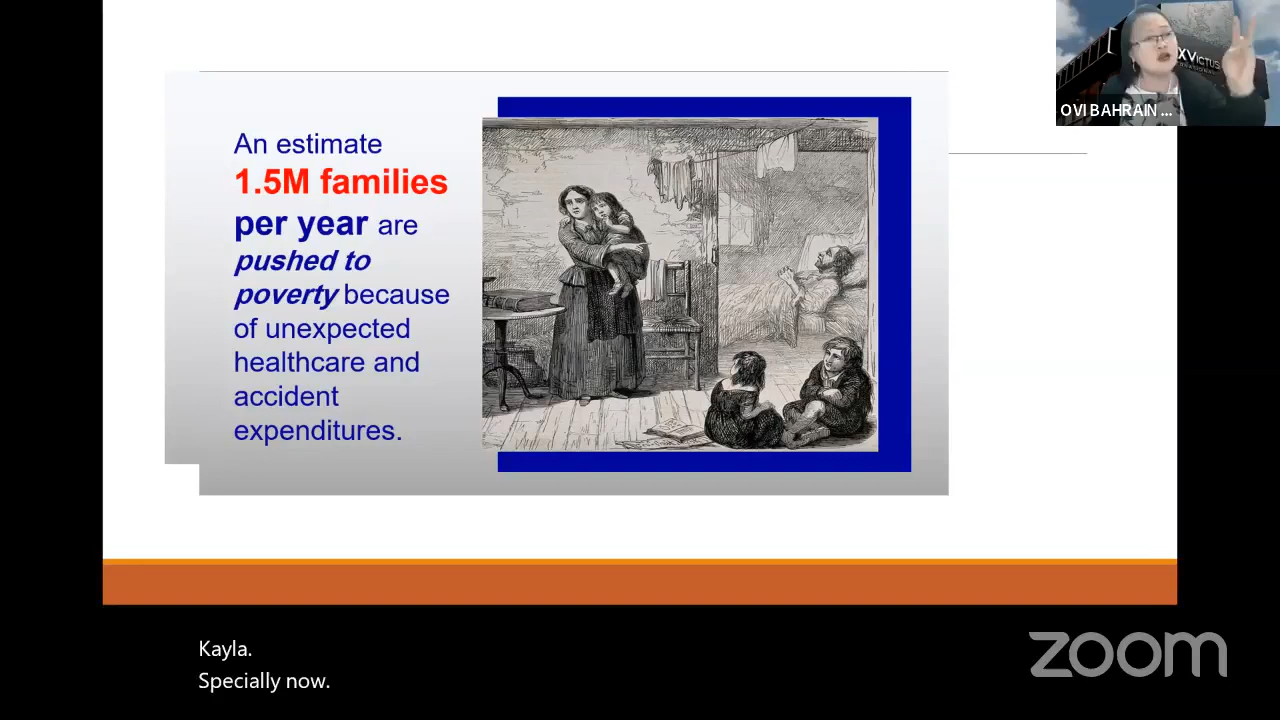 An estimate
1.5M families
per year are
pushed to
poverty because
of unexpected
healthcare and
accident
expenditures.
XVICTUS
OVI BAHRAIN ...
Kayla.
Specially now.
zoom